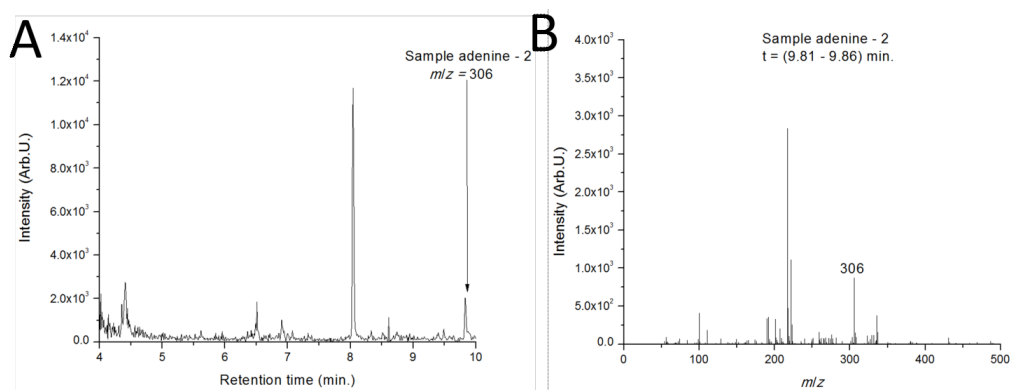 A
1.4x10⁴
1.2x10⁴
1.0x10⁴
8.0x10³
6.0x10³
4.0x10³
2.0x10³
0.0
Intensity (Arb.U.)
4
5
6
7
8
9
10
Retention time (min.)
Sample adenine - 2
m/z = 306
B
4.0x10³
3.5x10³
3.0x10³
2.5x10³
2.0x10³
1.5x10³
1.0x10³
5.0x10²
0.0
Intensity (Arb.U.)
0
100
200
300
400
500
m/z
Sample adenine - 2
t = (9.81 - 9.86) min.
306